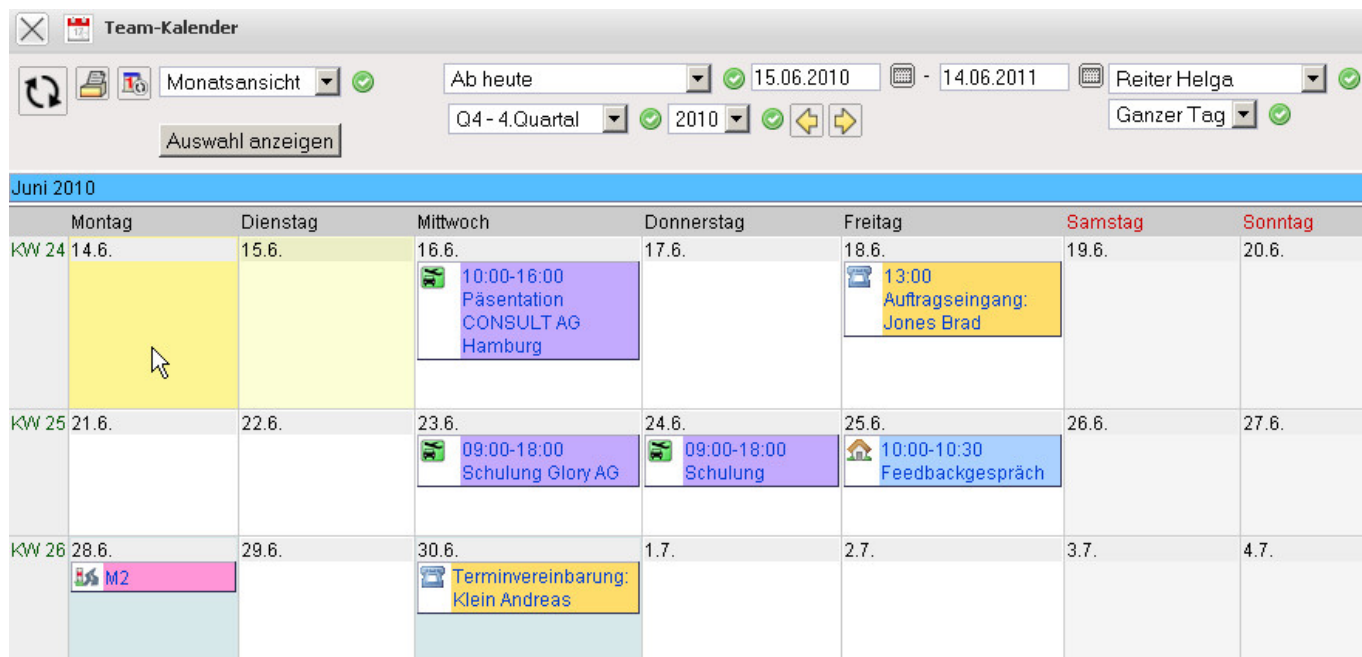 Team-Kalender
Monatsansicht Ab heute 15.06.2010 - 14.06.2011 Reiter Helga
Q4 - 4.Quartal 2010 Ganzer Tag
Auswahl anzeigen
Juni 2010
Montag Dienstag Mittwoch Donnerstag Freitag Samstag Sonntag
KW 24 14.6. 15.6. 16.6. 17.6. 18.6. 19.6. 20.6.
10:00-16:00 13:00
Päsentation Auftragseingang:
CONSULT AG Jones Brad
Hamburg
KW 25 21.6. 22.6. 23.6. 24.6. 25.6. 26.6. 27.6.
09:00-18:00 09:00-18:00 10:00-10:30
Schulung Glory AG Schulung Feedbackgespräch
KW 26 28.6. 29.6. 30.6. 1.7. 2.7. 3.7. 4.7.
M2 Terminvereinbarung:
Klein Andreas